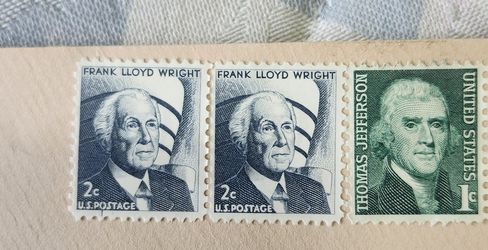 FRANK LLOYD WRIGHT
2c
U.S. POSTAGE
FRANK LLOYD WRIGHT
2c
U.S. POSTAGE
THOMAS JEFFERSON
UNITED STATES
1c